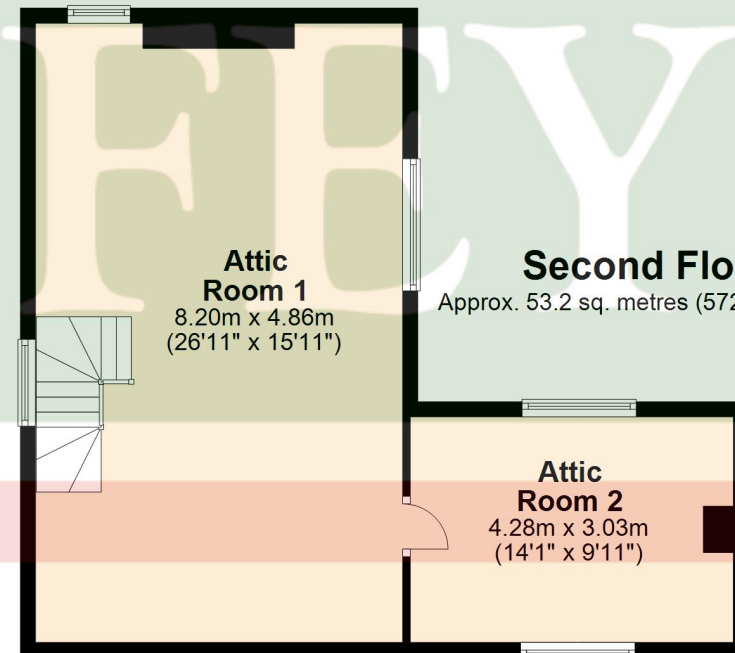 FEY
Attic
Room 1
8.20m x 4.86m
(26'11" x 15'11")
Second Flo
Approx. 53.2 sq. metres (572
Attic
Room 2
4.28m x 3.03m
(14'1" x 9'11")